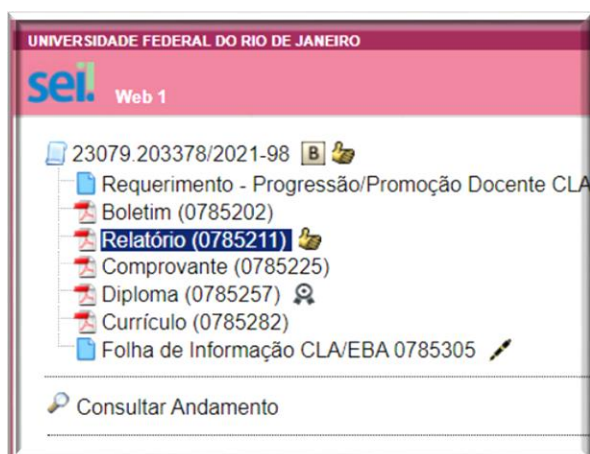 UNIVERSIDADE FEDERAL DO RIO DE JANEIRO
sei! Web 1
23079.203378/2021-98 B
Requerimento - Progressão/Promoção Docente CLA
Boletim (0785202)
Relatório (0785211)
Comprovante (0785225)
Diploma (0785257)
Currículo (0785282)
Folha de Informação CLA/EBA 0785305
Consultar Andamento